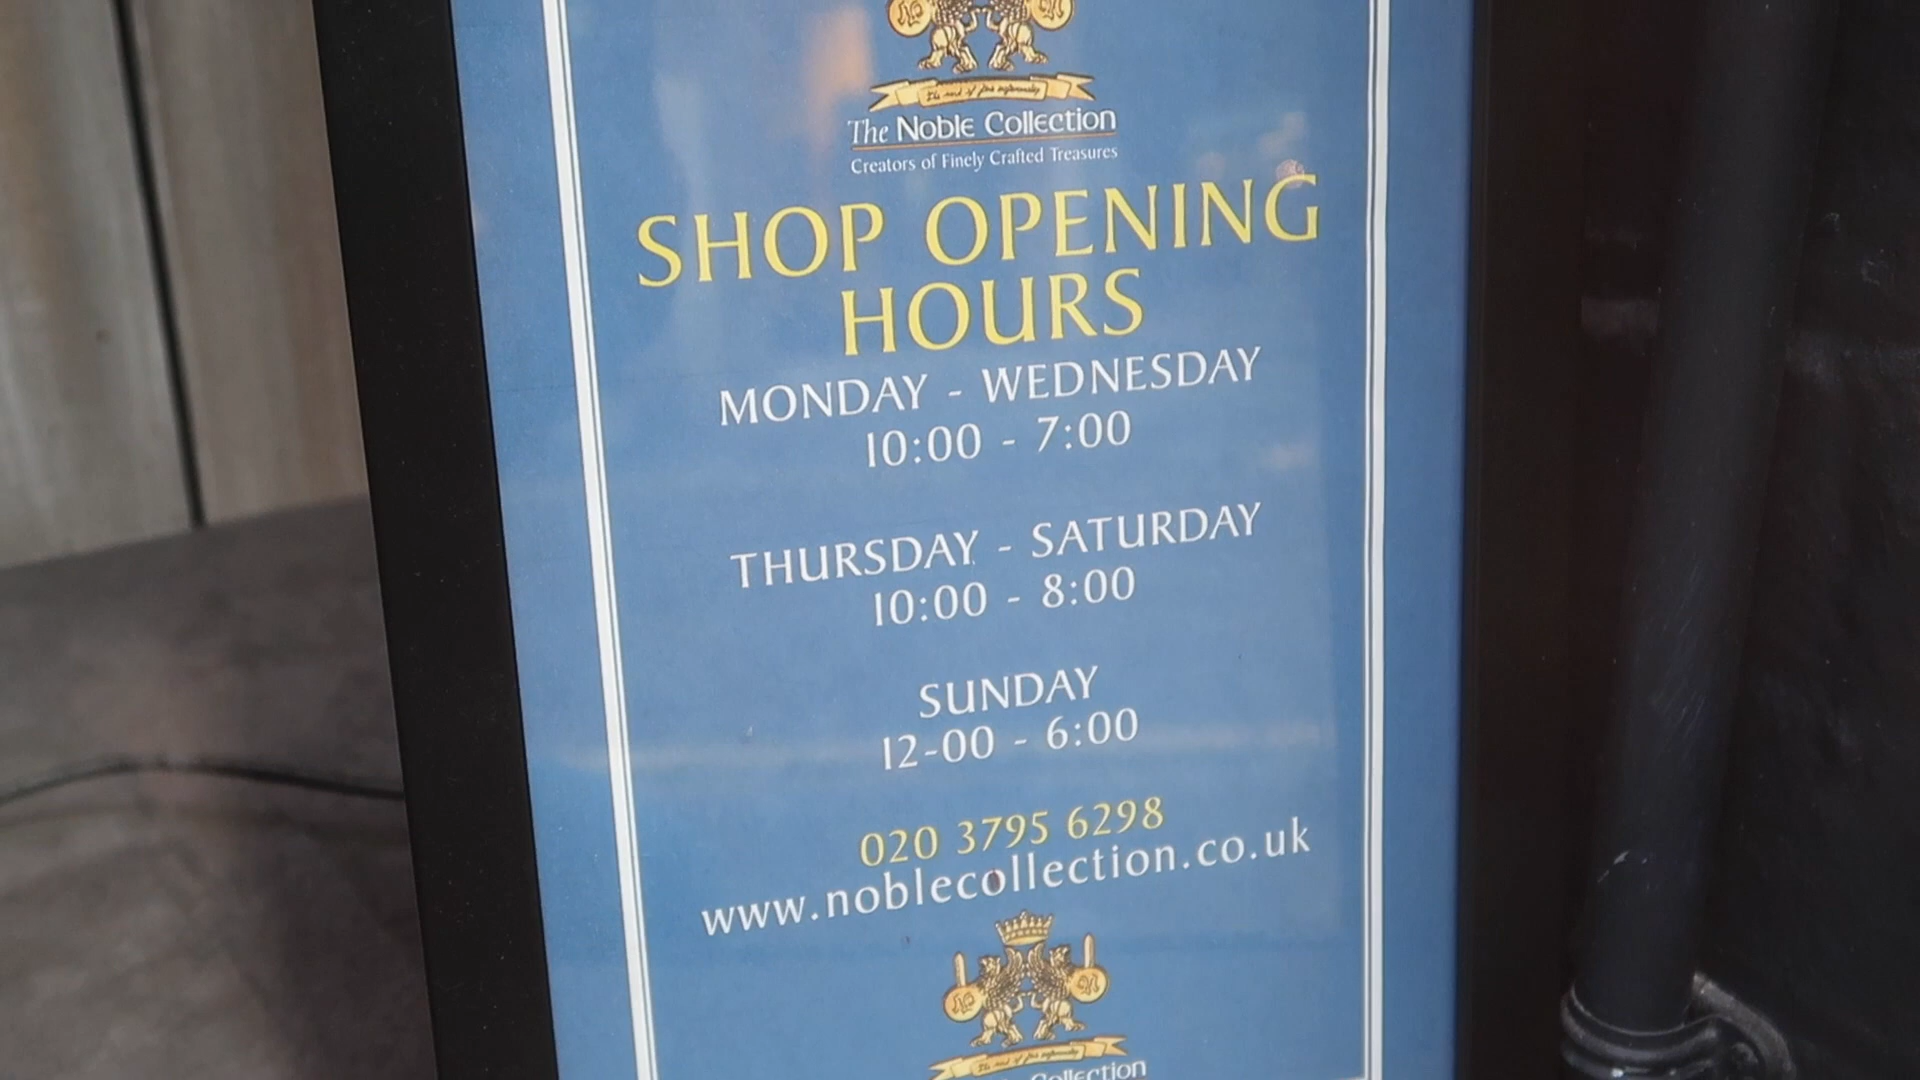 The Noble Collection
Creators of Finely Crafted Treasures
SHOP OPENING
HOURS
MONDAY - WEDNESDAY
10:00 - 7:00
THURSDAY - SATURDAY
10:00 - 8:00
SUNDAY
12-00 - 6:00
020 3795 6298
www.noblecollection.co.uk
Collection